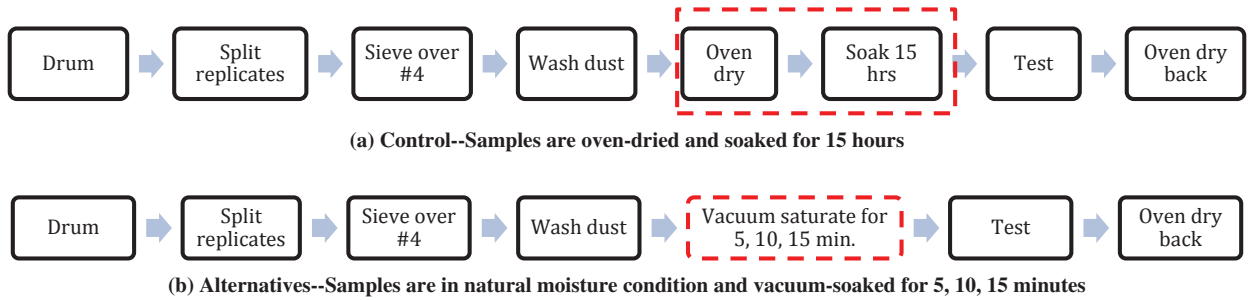 Drum
Split
replicates
Sieve over
#4
Wash dust
Oven
dry
Soak 15
hrs
Test
Oven dry
back
(a) Control--Samples are oven-dried and soaked for 15 hours
Drum
Split
replicates
Sieve over
#4
Wash dust
Vacuum saturate for
5, 10, 15 min.
Test
Oven dry
back
(b) Alternatives--Samples are in natural moisture condition and vacuum-soaked for 5, 10, 15 minutes